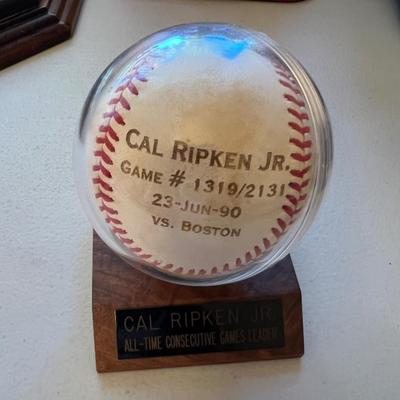 CAL RIPKEN JR.
GAME # 1319/2131
23-JUN-90
VS. BOSTON
CAL RIPKEN JR.
ALL-TIME CONSECUTIVE GAMES LEADER